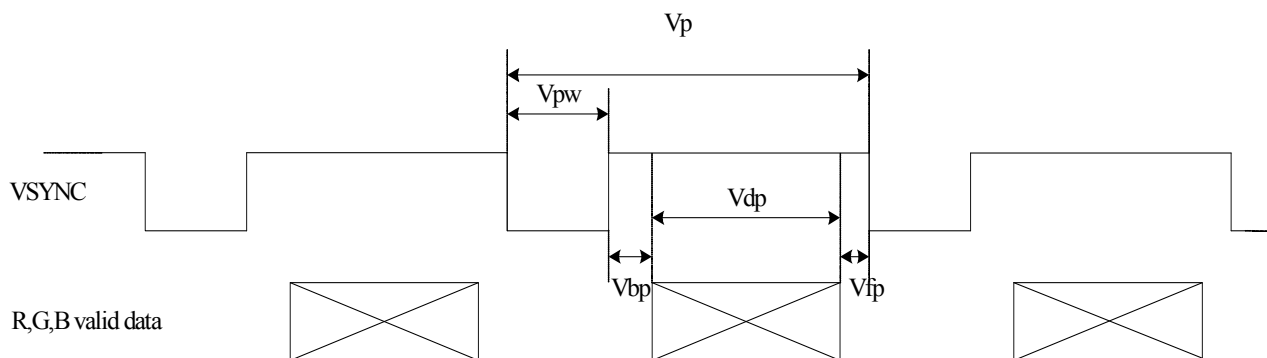 Vp
Vpw
VSYNC
Vdp
Vbp
Vfp
R,G,B valid data